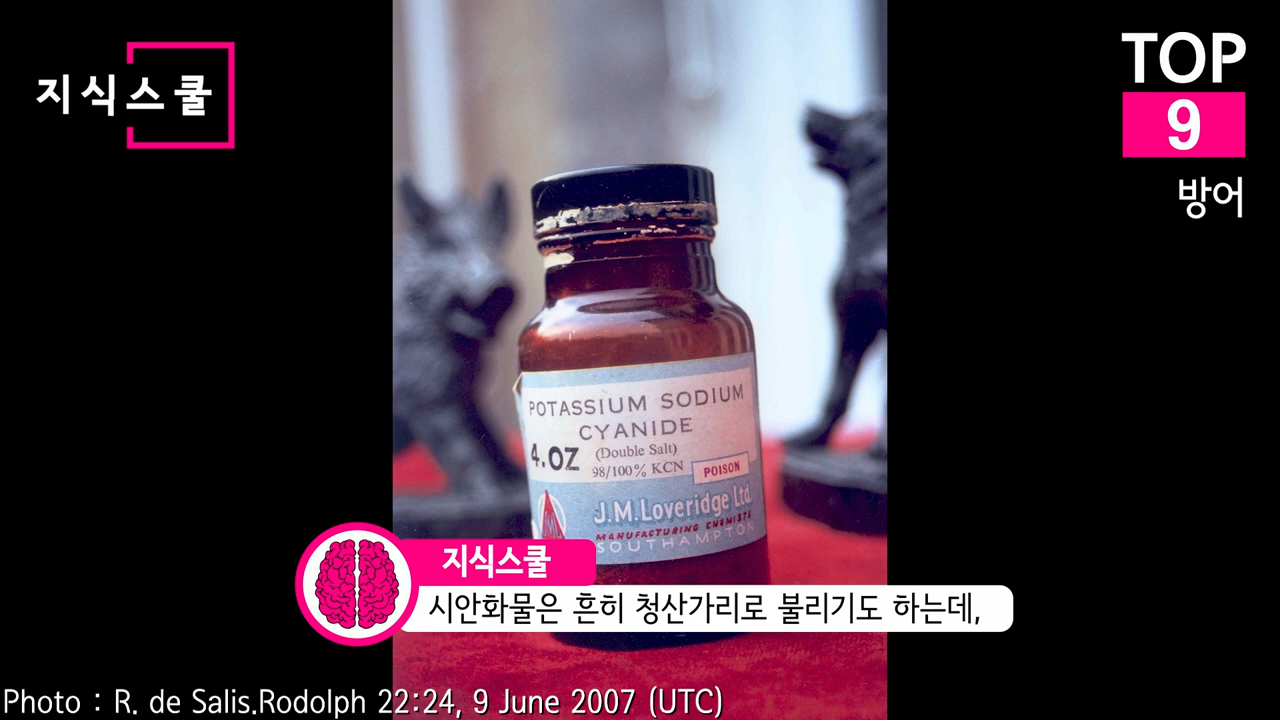 지식스쿨
TOP
9
방어
POTASSIUM SODIUM
CYANIDE
4.OZ
(Double Salt)
98/100% KCN
POISON
J.M.Loveridge Ltd.
MANUFACTURING CHEMISTS
SOUTHAMPTON
지식스쿨
시안화물은 흔히 청산가리로 불리기도 하는데,
Photo : R. de Salis.Rodolph 22:24, 9 June 2007 (UTC)